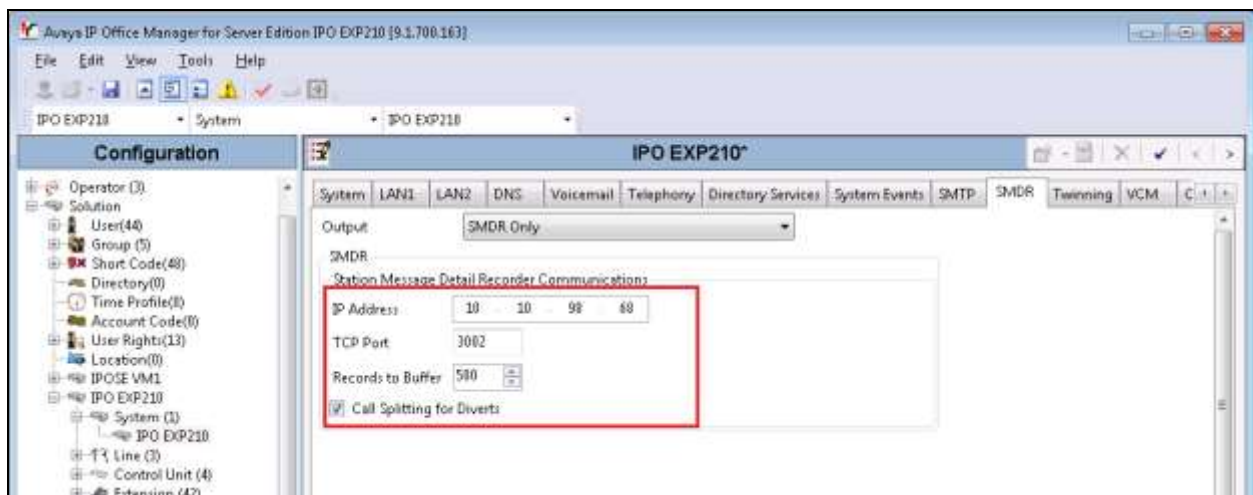 Avaya IP Office Manager for Server Edition IPO EXP210 [9.1.700.163]
File Edit View Tools Help
IPO EXP210 System IPO EXP210
Configuration
IPO EXP210*
Operator (3)
Solution
User(44)
Group (5)
Short Code(48)
Directory(0)
Time Profile(0)
Account Code(0)
User Rights(13)
Location(0)
IPOSE VM1
IPO EXP210
System (1)
IPO EXP210
Line (3)
Control Unit (4)
Extension (42)
System LAN1 LAN2 DNS Voicemail Telephony Directory Services System Events SMTP SMDR Twinning VCM C
Output SMDR Only
SMDR
Station Message Detail Recorder Communications
IP Address 10 . 10 . 98 . 68
TCP Port 3002
Records to Buffer 500
Call Splitting for Diverts